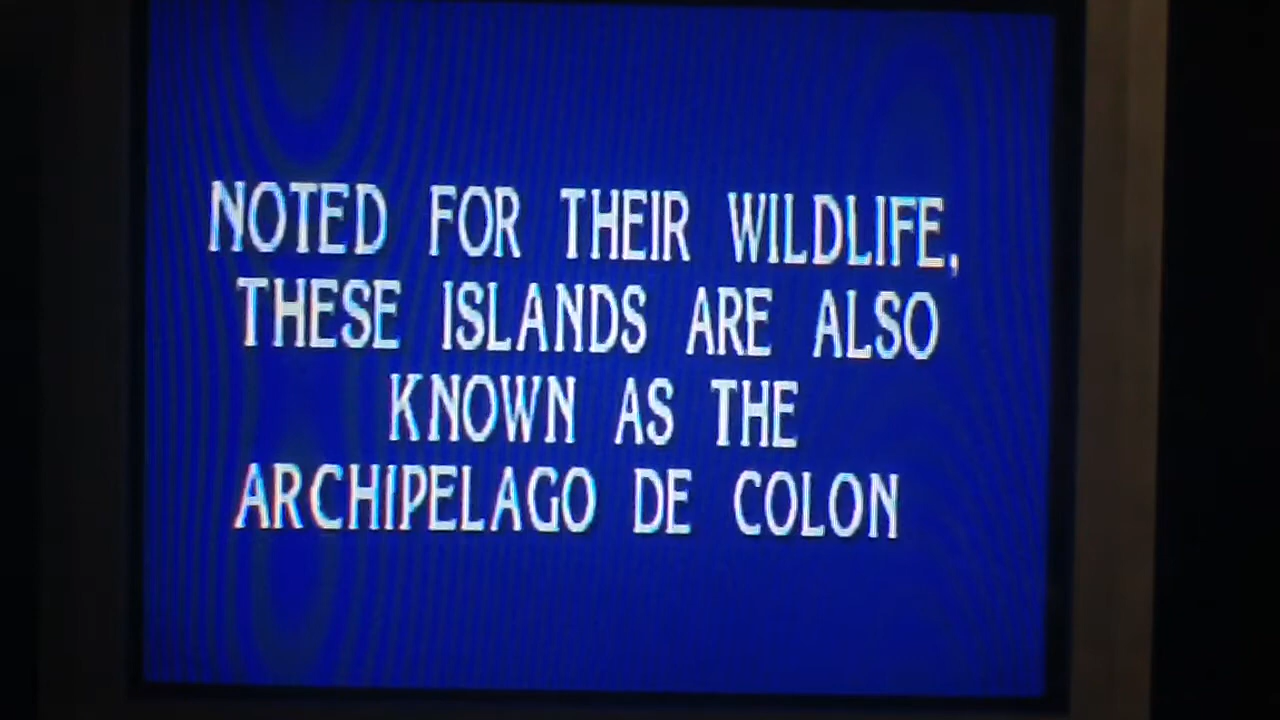 NOTED FOR THEIR WILDLIFE,
THESE ISLANDS ARE ALSO
KNOWN AS THE
ARCHIPELAGO DE COLON